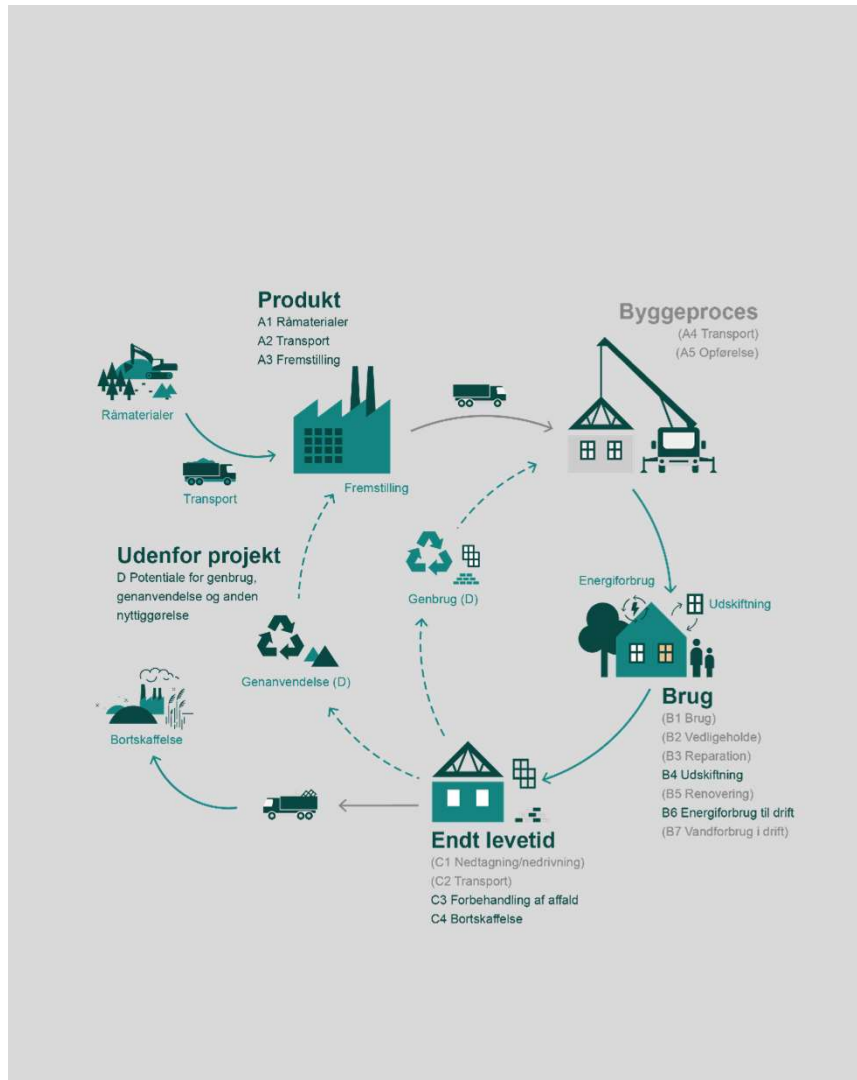 Produkt
A1 Råmaterialer
A2 Transport
A3 Fremstilling
Byggeproces
(A4 Transport)
(A5 Opførelse)
Råmaterialer
Transport
Fremstilling
Udenfor projekt
D Potentiale for genbrug,
genanvendelse og anden
nyttiggørelse
Genbrug (D)
Energiforbrug
Udskiftning
Genanvendelse (D)
Bortskaffelse
Brug
(B1 Brug)
(B2 Vedligeholde)
(B3 Reparation)
B4 Udskiftning
(B5 Renovering)
B6 Energiforbrug til drift
(B7 Vandforbrug i drift)
Endt levetid
(C1 Nedtagning/nedrivning)
(C2 Transport)
C3 Forbehandling af affald
C4 Bortskaffelse